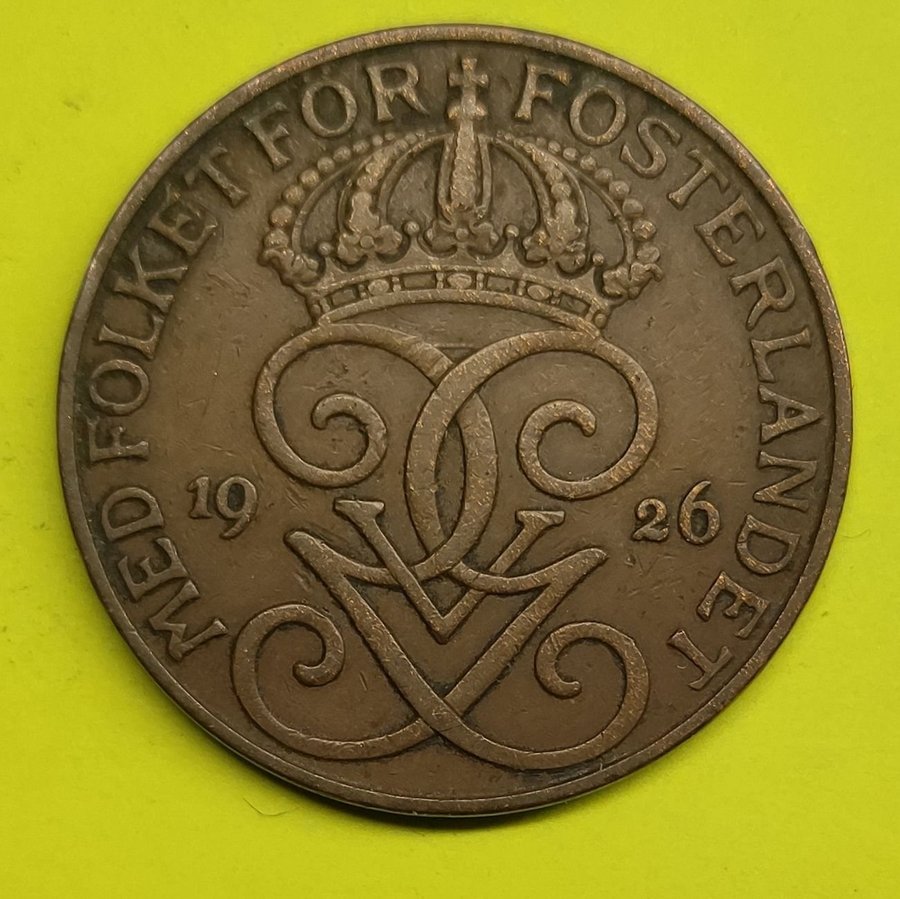 MED FOLKET FÖR FOSTERLANDET
19 26
V